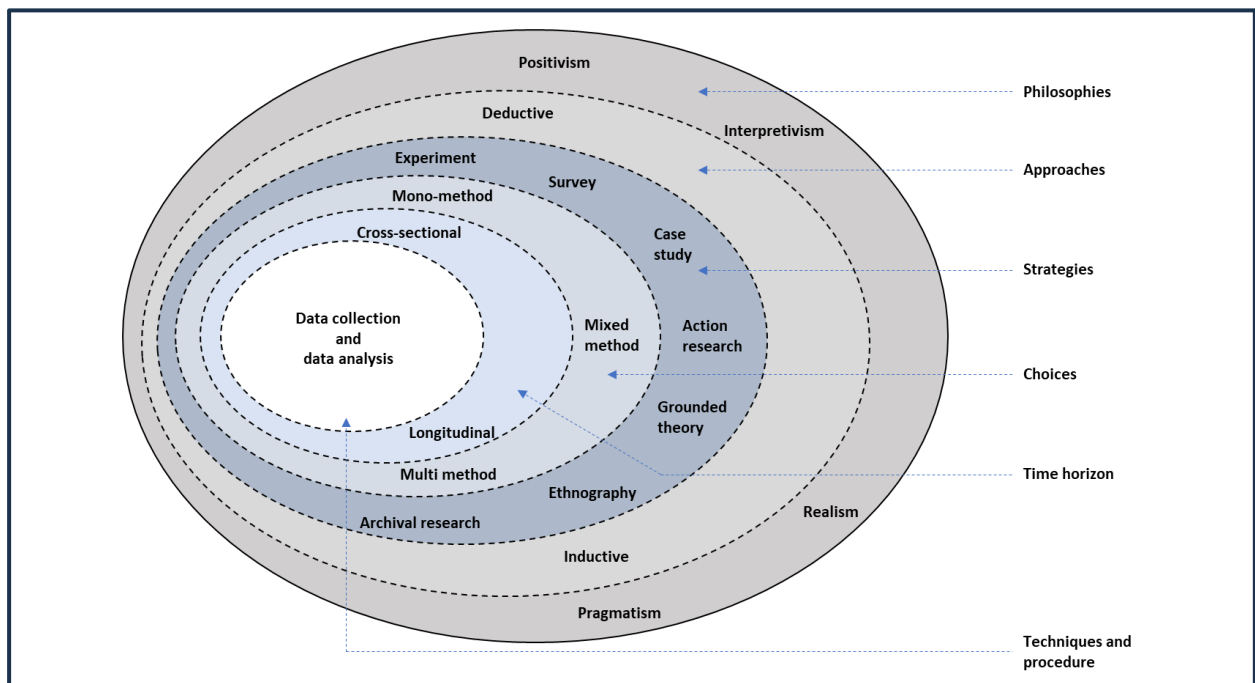 Positivism
Philosophies
Deductive
Interpretivism
Experiment
Approaches
Survey
Mono-method
Cross-sectional
Case
study
Strategies
Data collection
and
data analysis
Mixed
method
Action
research
Choices
Grounded
theory
Longitudinal
Multi method
Time horizon
Ethnography
Realism
Archival research
Inductive
Pragmatism
Techniques and
procedure